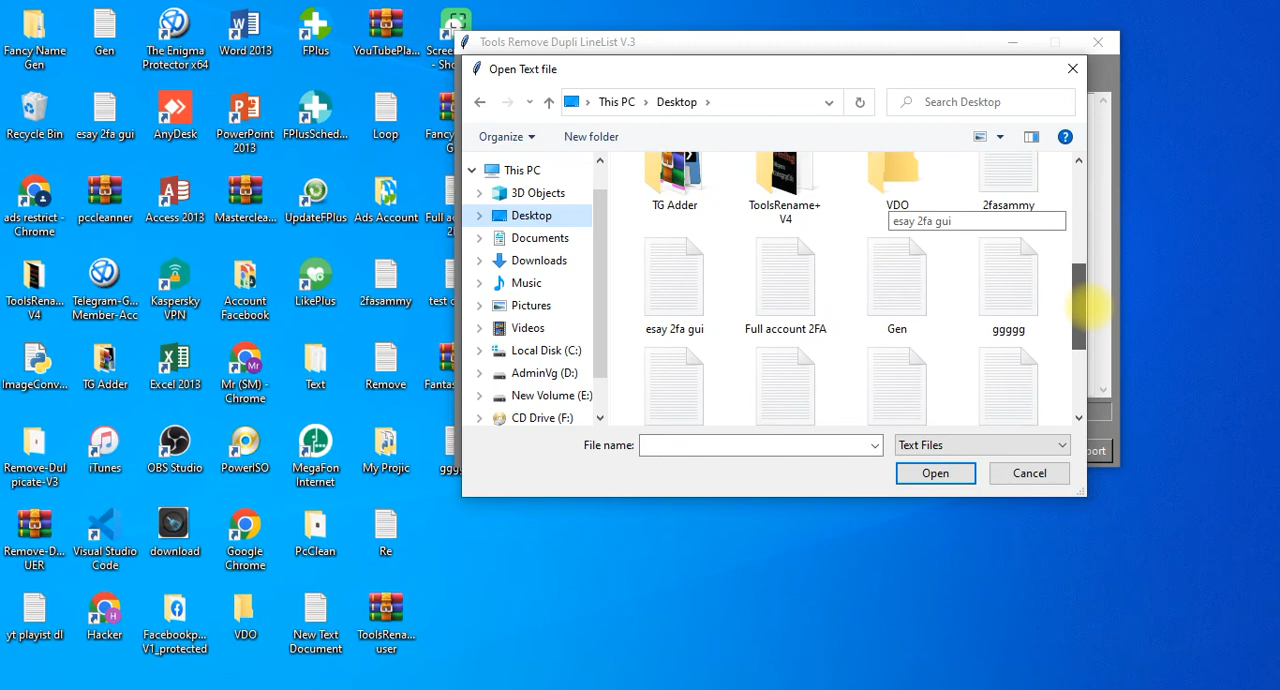 Fancy Name
Gen
Gen
The Enigma
Protector x64
Word 2013
FPlus
YouTubePla...
Scree
- Sho
Recycle Bin
esay 2fa gui
AnyDesk
PowerPoint
2013
FPlusSched...
Loop
Fancy
G
ads restrict -
Chrome
pccleanner
Access 2013
Masterclea...
UpdateFPlus
Ads Account
Full a
2
ToolsRena...
V4
Telegram-G...
Member-Acc
Kaspersky
VPN
Account
Facebook
LikePlus
2fasammy
test c
ImageConv...
TG Adder
Excel 2013
Mr (SM) -
Chrome
Text
Remove
Fantas
Remove-Dul
ipicate-V3
iTunes
OBS Studio
PowerISO
MegaFon
Internet
My Projic
ggg
Remove-D...
UER
Visual Studio
Code
download
Google
Chrome
PcClean
Re
yt playist dl
Hacker
Facebookp...
V1_protected
VDO
New Text
Document
ToolsRena...
user
Tools Remove Dupli LineList V.3
Open Text file
This PC
Desktop
Search Desktop
Organize
New folder
This PC
3D Objects
Desktop
Documents
Downloads
Music
Pictures
Videos
Local Disk (C:)
AdminVg (D:)
New Volume (E:)
CD Drive (F:)
TG Adder
ToolsRename+
V4
VDO
2fasammy
esay 2fa gui
esay 2fa gui
Full account 2FA
Gen
ggggg
File name:
Text Files
Open
Cancel
port